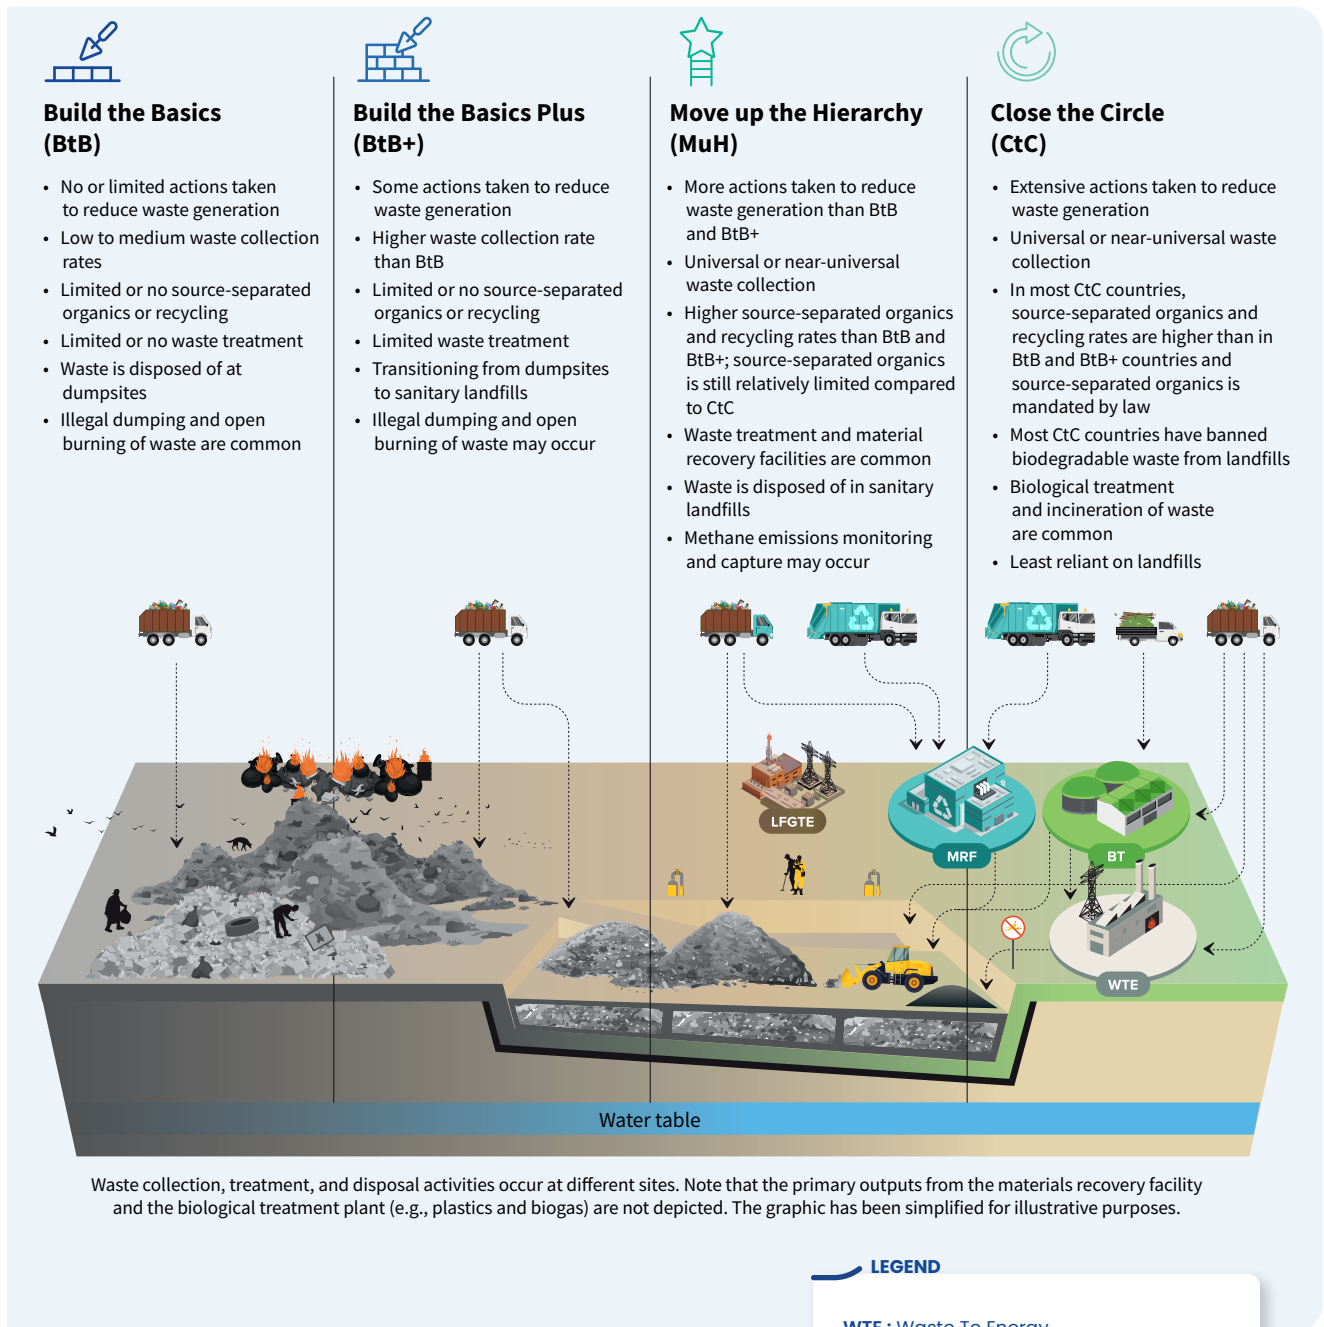 Build the Basics
(BtB)
• No or limited actions taken
to reduce waste generation
• Low to medium waste collection
rates
• Limited or no source-separated
organics or recycling
• Limited or no waste treatment
• Waste is disposed of at
dumpsites
• Illegal dumping and open
burning of waste are common
Build the Basics Plus
(BtB+)
• Some actions taken to reduce
waste generation
• Higher waste collection rate
than BtB
• Limited or no source-separated
organics or recycling
• Limited waste treatment
• Transitioning from dumpsites
to sanitary landfills
• Illegal dumping and open
burning of waste may occur
Move up the Hierarchy
(MuH)
• More actions taken to reduce
waste generation than BtB
and BtB+
• Universal or near-universal
waste collection
• Higher source-separated organics
and recycling rates than BtB and
BtB+; source-separated organics
is still relatively limited compared
to CtC
• Waste treatment and material
recovery facilities are common
• Waste is disposed of in sanitary
landfills
• Methane emissions monitoring
and capture may occur
Close the Circle
(CtC)
• Extensive actions taken to reduce
waste generation
• Universal or near-universal waste
collection
• In most CtC countries,
source-separated organics and
recycling rates are higher than in
BtB and BtB+ countries and
source-separated organics is
mandated by law
• Most CtC countries have banned
biodegradable waste from landfills
• Biological treatment
and incineration of waste
are common
• Least reliant on landfills
LFGTE
MRF
BT
WTE
Water table
Waste collection, treatment, and disposal activities occur at different sites. Note that the primary outputs from the materials recovery facility
and the biological treatment plant (e.g., plastics and biogas) are not depicted. The graphic has been simplified for illustrative purposes.
LEGEND
WTE : Waste To Energy